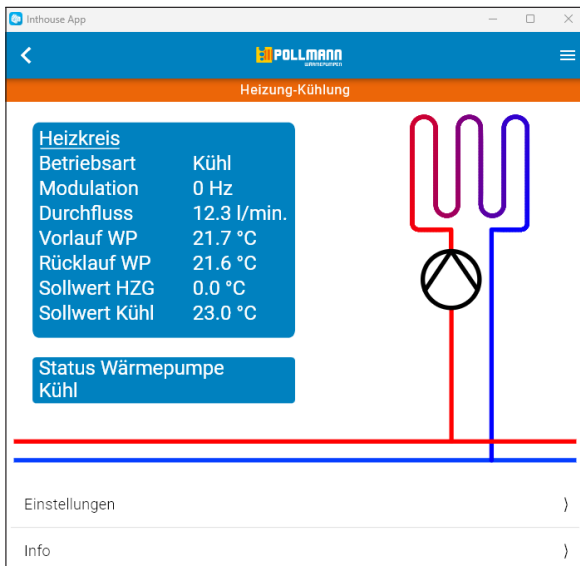 Inthouse App
POLLMANN
WÄRMEPUMPEN
Heizung-Kühlung
Heizkreis
Betriebsart Kühl
Modulation 0 Hz
Durchfluss 12.3 l/min.
Vorlauf WP 21.7 °C
Rücklauf WP 21.6 °C
Sollwert HZG 0.0 °C
Sollwert Kühl 23.0 °C
Status Wärmepumpe
Kühl
Einstellungen
Info